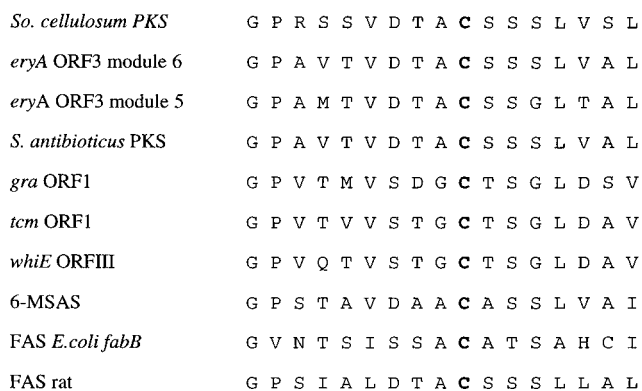 So. cellulosum PKS G P R S S V D T A C S S S L V S L
eryA ORF3 module 6 G P A V T V D T A C S S S L V A L
eryA ORF3 module 5 G P A M T V D T A C S S G L T A L
S. antibioticus PKS G P A V T V D T A C S S S L V A L
gra ORF1 G P V T M V S D G C T S G L D S V
tcm ORF1 G P V T V V S T G C T S G L D A V
whiE ORFIII G P V Q T V S T G C T S G L D A V
6-MSAS G P S T A V D A A C A S S L V A I
FAS E.coli fabB G V N T S I S S A C A T S A H C I
FAS rat G P S I A L D T A C S S S L L A L